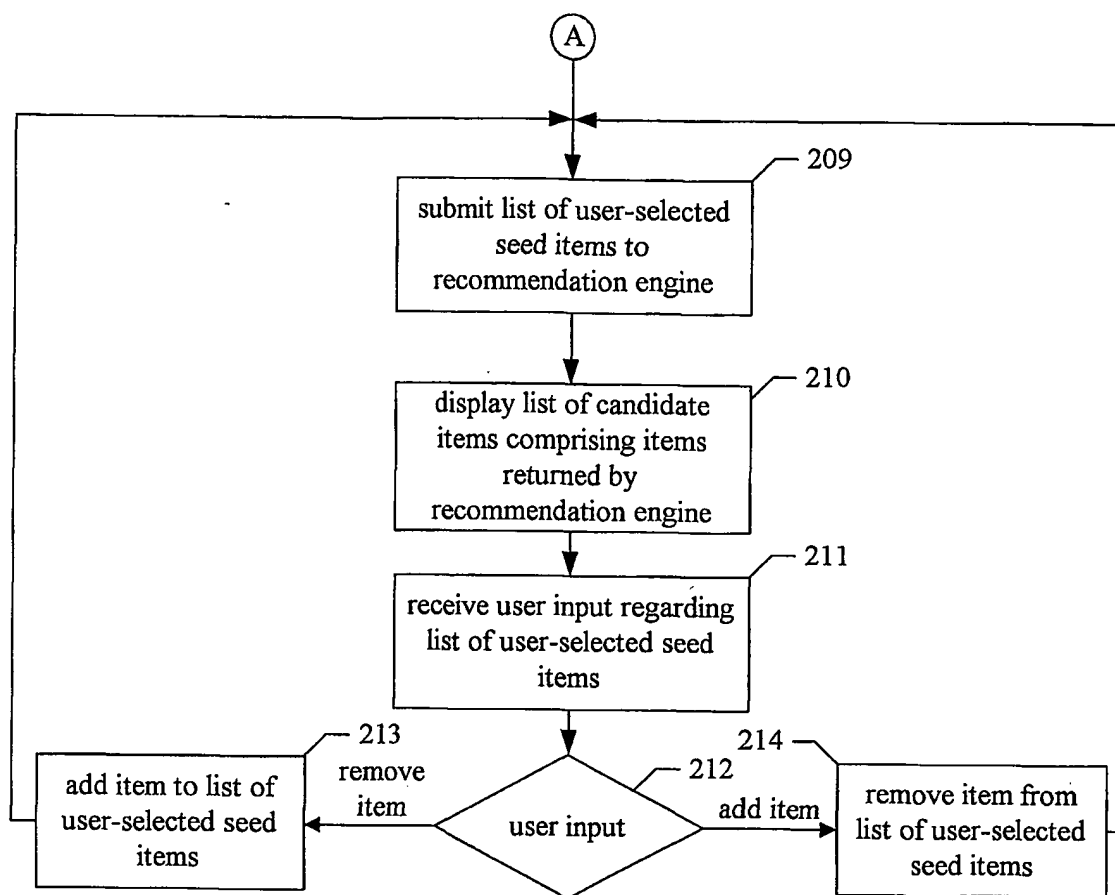 A
209
submit list of user-selected
seed items to
recommendation engine
210
display list of candidate
items comprising items
returned by
recommendation engine
211
receive user input regarding
list of user-selected seed
items
213
add item to list of
user-selected seed
items
remove
item
212
user input
add item
214
remove item from
list of user-selected
seed items